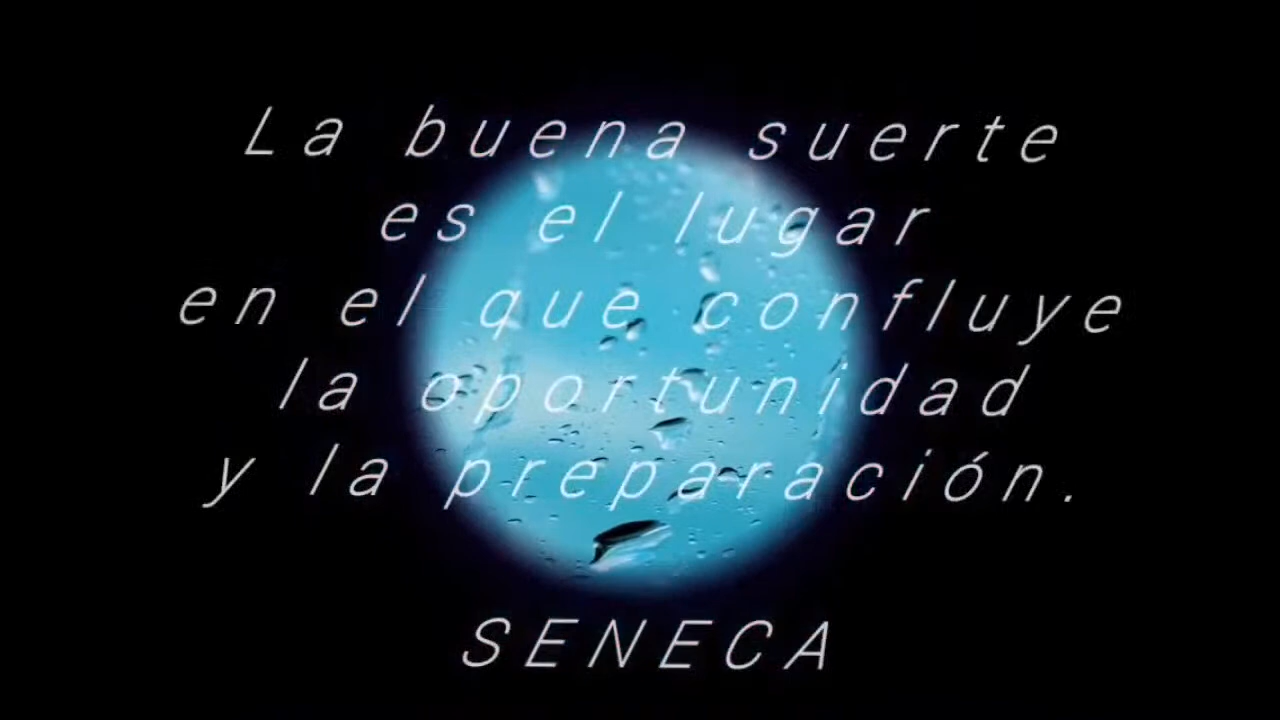 La buena suerte
es el lugar
en el que confluye
la oportunidad
y la preparación.
SENECA